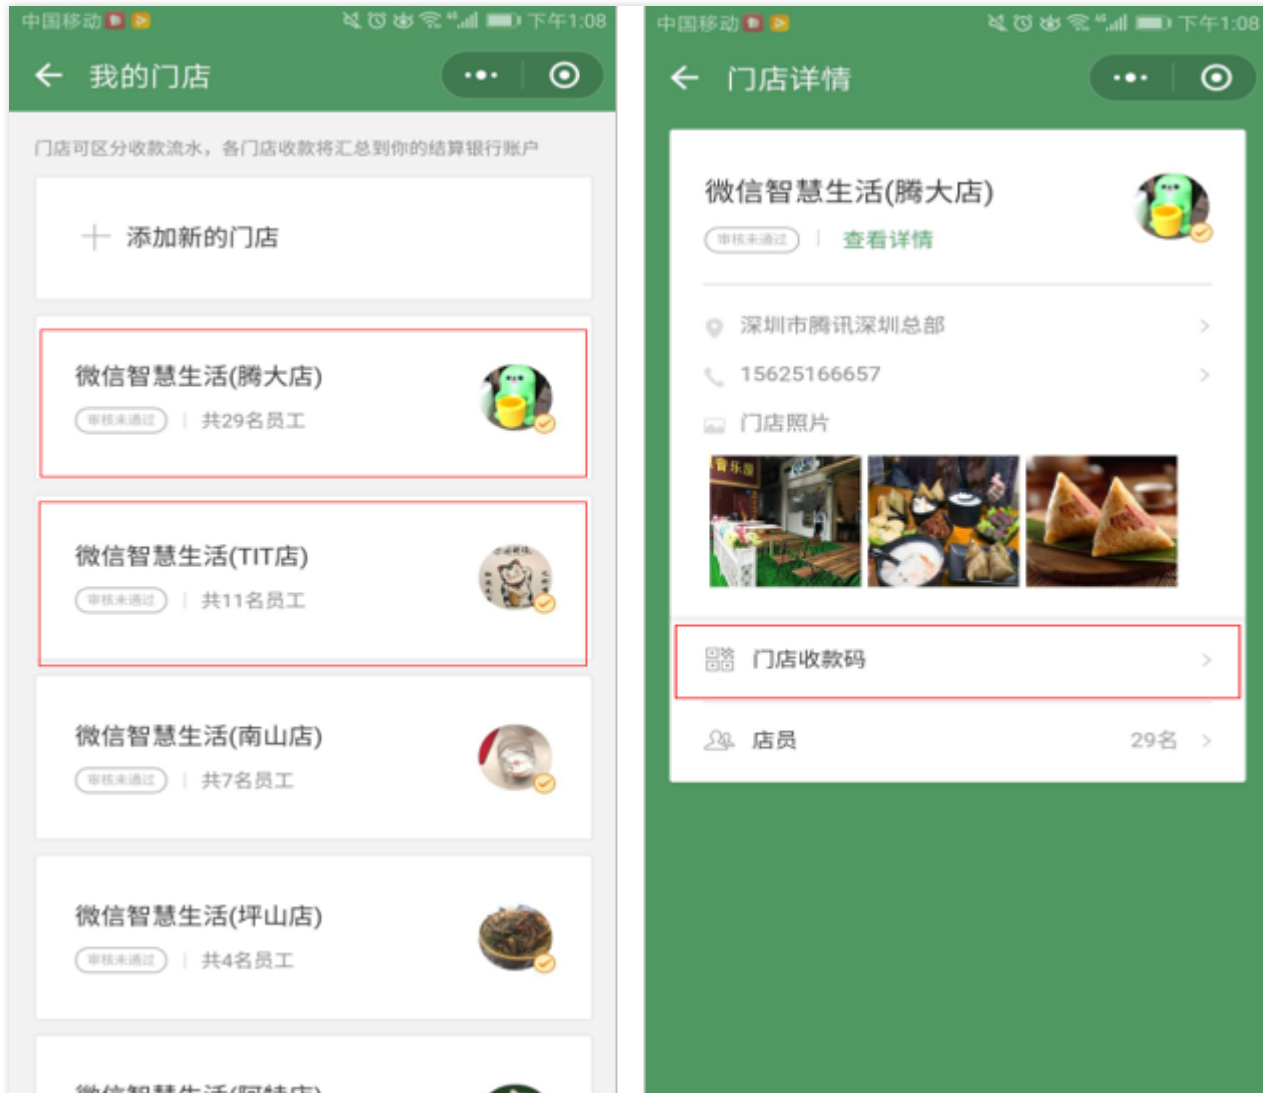 中国移动
下午1:08
我的门店
门店可区分收款流水，各门店收款将汇总到你的结算银行账户
添加新的门店
微信智慧生活(腾大店)
审核未通过
共29名员工
微信智慧生活(TIT店)
审核未通过
共11名员工
微信智慧生活(南山店)
审核未通过
共7名员工
微信智慧生活(坪山店)
审核未通过
共4名员工
中国移动
下午1:08
门店详情
微信智慧生活(腾大店)
审核未通过
查看详情
深圳市腾讯深圳总部
15625166657
门店照片
音乐屋
门店收款码
店员
29名